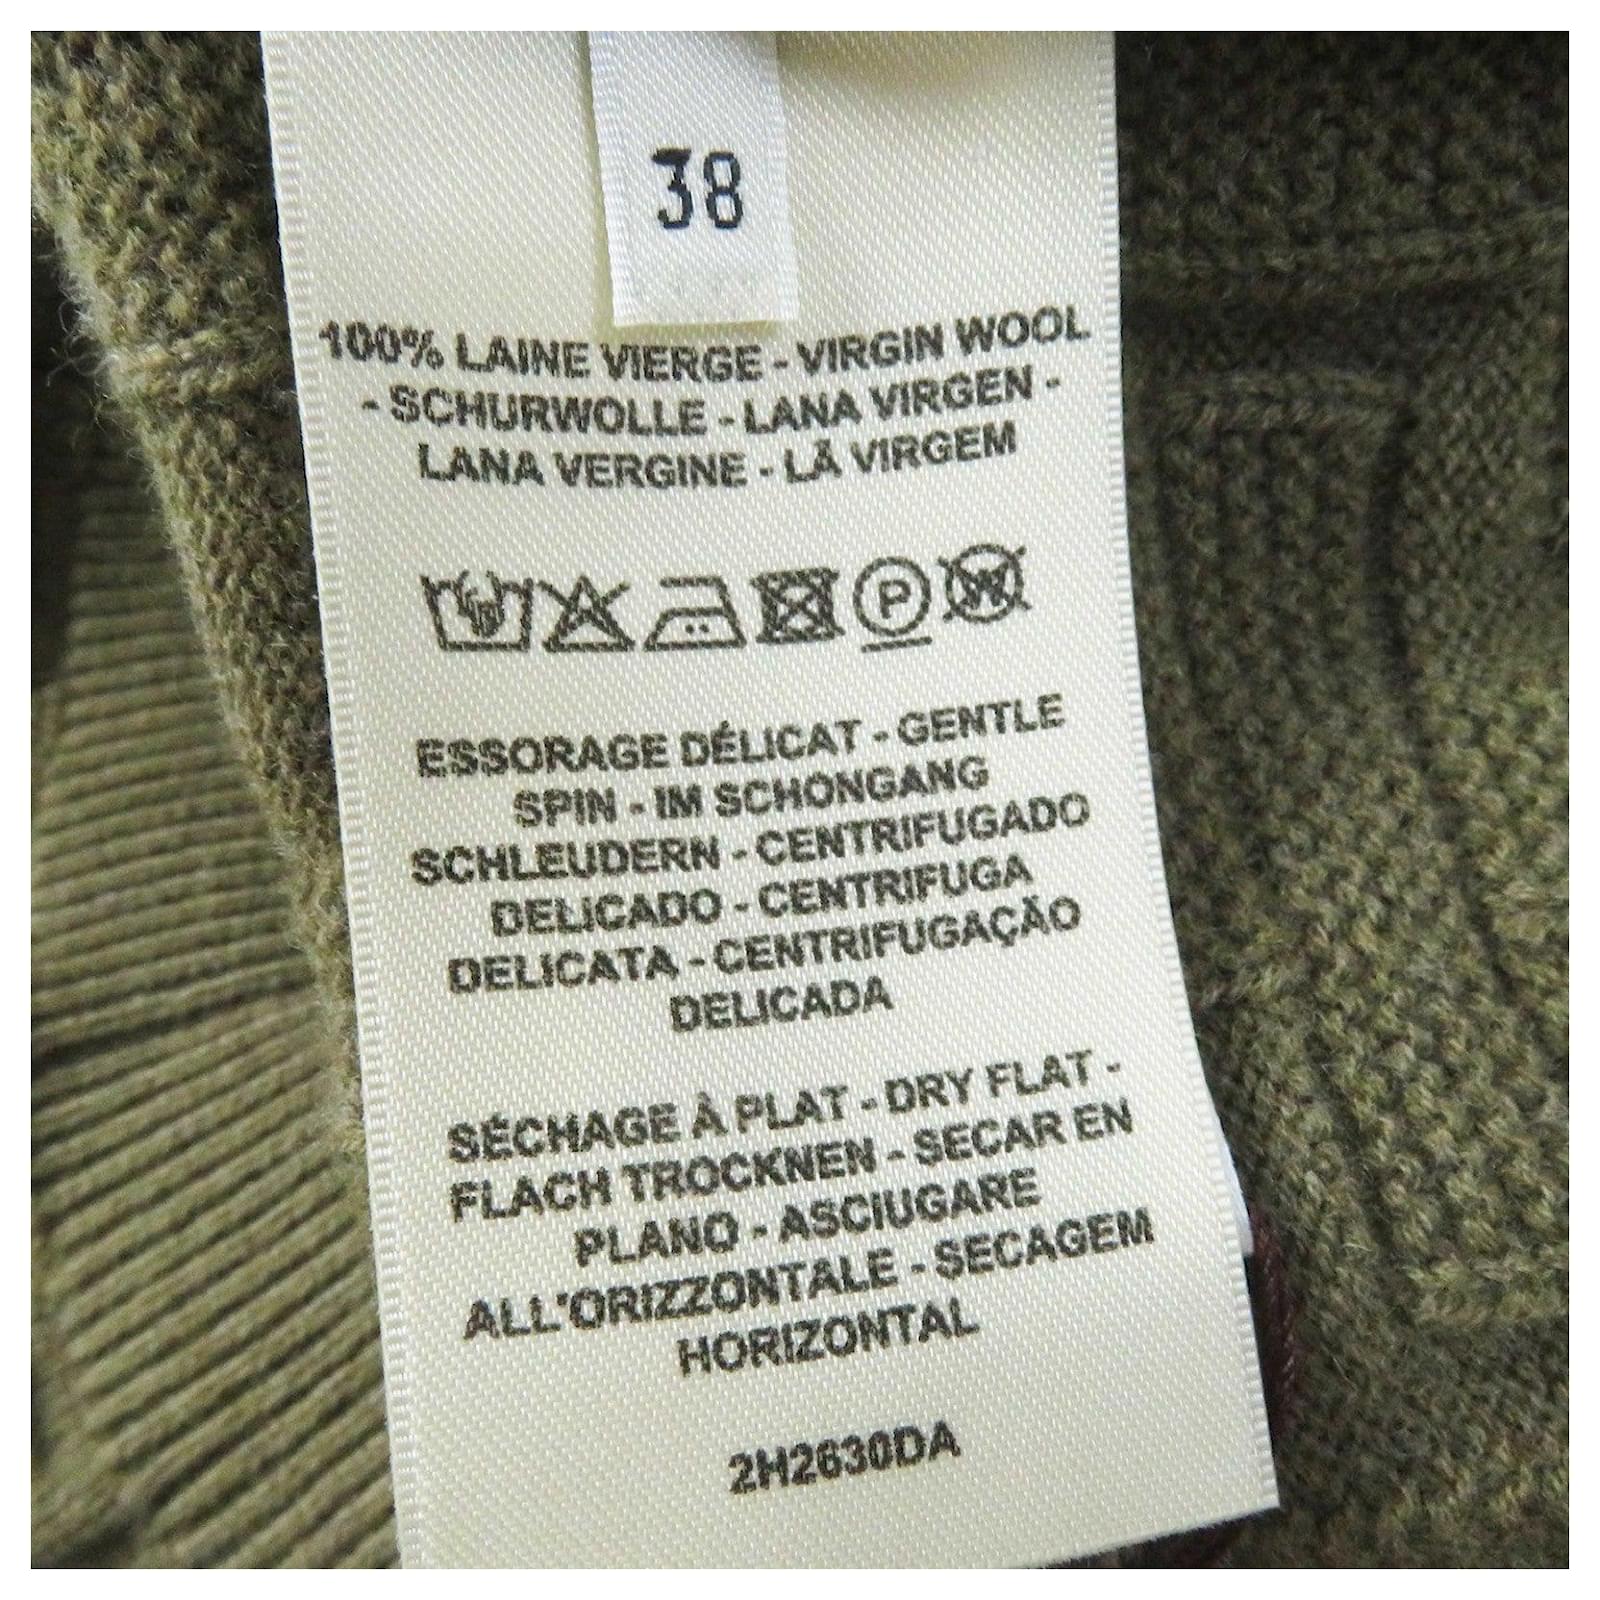 38
100% LAINE VIERGE - VIRGIN WOOL
- SCHURWOLLE - LANA VIRGEN -
LANA VERGINE - LÃ VIRGEM
P W
ESSORAGE DÉLICAT - GENTLE
SPIN - IM SCHONGANG
SCHLEUDERN - CENTRIFUGADO
DELICADO - CENTRIFUGA
DELICATA - CENTRIFUGAÇÃO
DELICADA
SÉCHAGE À PLAT - DRY FLAT -
FLACH TROCKNEN - SECAR EN
PLANO - ASCIUGARE
ALL'ORIZZONTALE - SECAGEM
HORIZONTAL
2H2630DA